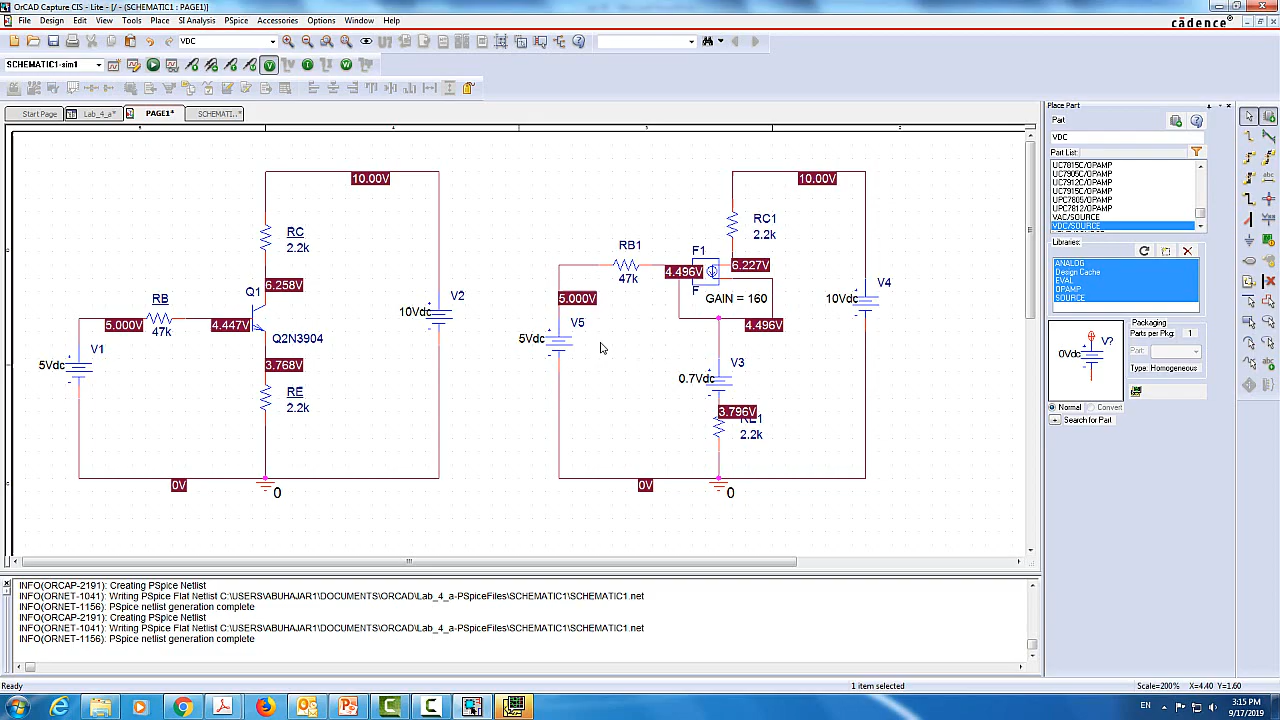 OrCAD Capture CIS - Lite - [/ - (SCHEMATIC1 : PAGE1)]
File Design Edit View Tools Place SI Analysis PSpice Accessories Options Window Help
cādence
VDC
SCHEMATIC1-sim1
Start Page Lab_4_a* PAGE1* SCHEMATI...*
Place Part
Part
VDC
Part List:
UC7815C/OPAMP
UC7905C/OPAMP
UC7912C/OPAMP
UC7915C/OPAMP
UPC7805/OPAMP
UPC7812/OPAMP
VAC/SOURCE
VDC/SOURCE
Libraries:
ANALOG
Design Cache
EVAL
OPAMP
SOURCE
Packaging
Parts per Pkg: 1
Part:
Type: Homogeneous
V?
0Vdc
Normal Convert
Search for Part
10.00V
RC
2.2k
6.258V
Q1
RB
47k
5.000V
4.447V
Q2N3904
V1
5Vdc
3.768V
RE
2.2k
V2
10Vdc
0V
0
10.00V
RC1
2.2k
RB1
47k
F1
4.496V
6.227V
F
GAIN = 160
5.000V
V5
5Vdc
4.496V
V4
10Vdc
V3
0.7Vdc
3.796V
2.2k
0V
0
INFO(ORCAP-2191): Creating PSpice Netlist
INFO(ORNET-1041): Writing PSpice Flat Netlist C:\USERS\ABUHAJAR1\DOCUMENTS\ORCAD\Lab_4_a-PSpiceFiles\SCHEMATIC1\SCHEMATIC1.net
INFO(ORNET-1156): PSpice netlist generation complete
INFO(ORCAP-2191): Creating PSpice Netlist
INFO(ORNET-1041): Writing PSpice Flat Netlist C:\USERS\ABUHAJAR1\DOCUMENTS\ORCAD\Lab_4_a-PSpiceFiles\SCHEMATIC1\SCHEMATIC1.net
INFO(ORNET-1156): PSpice netlist generation complete
Ready
1 item selected
Scale=200% X=4.40 Y=1.60
EN
3:15 PM
9/17/2019